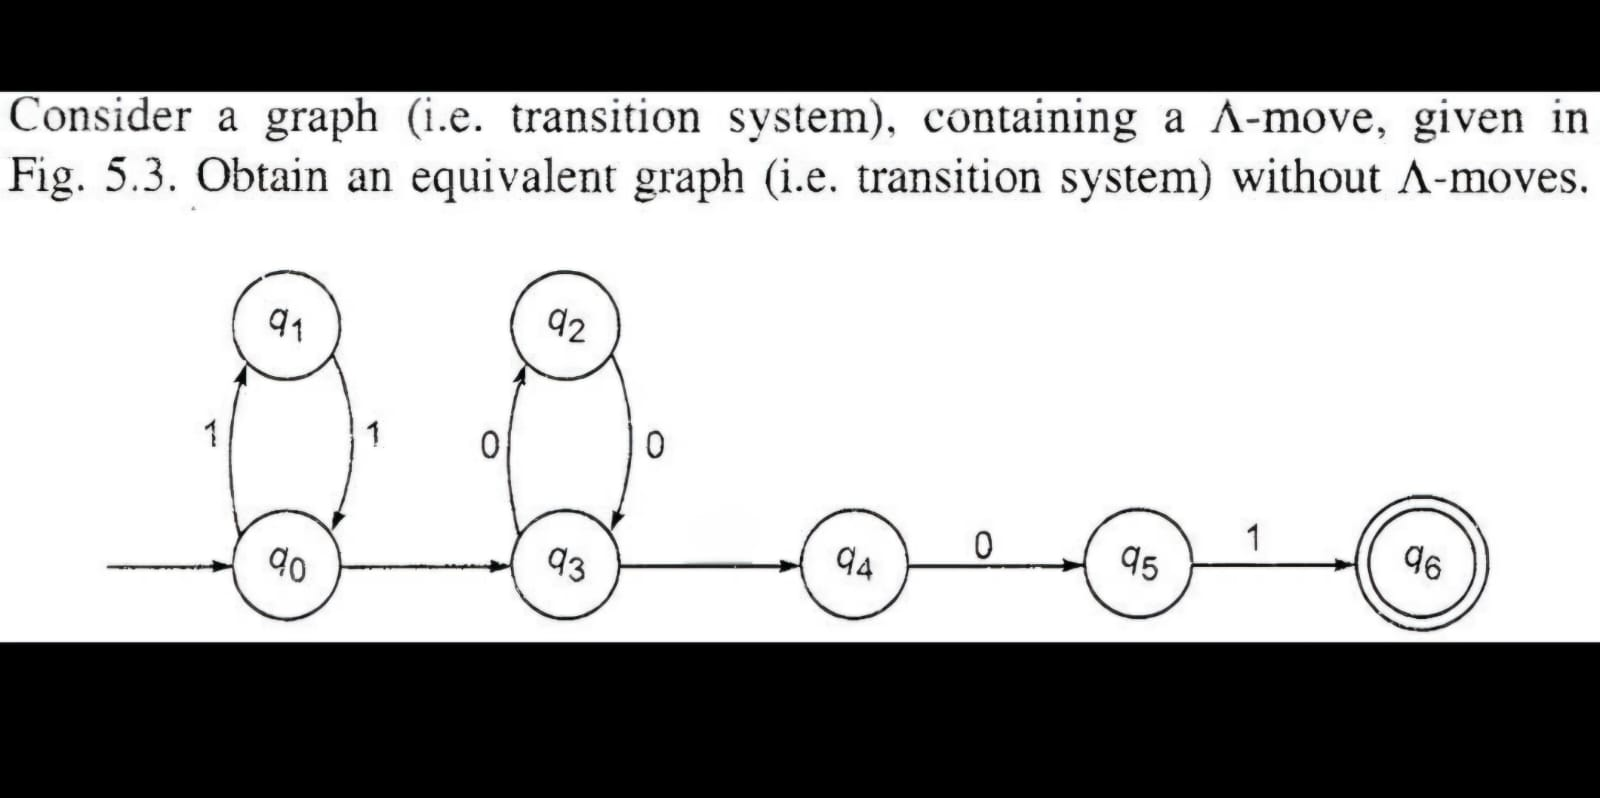 Consider a graph (i.e. transition system), containing a Λ-move, given in
Fig. 5.3. Obtain an equivalent graph (i.e. transition system) without Λ-moves.
q1
q2
1
1
0
0
q0
q3
q4
0
q5
1
q6